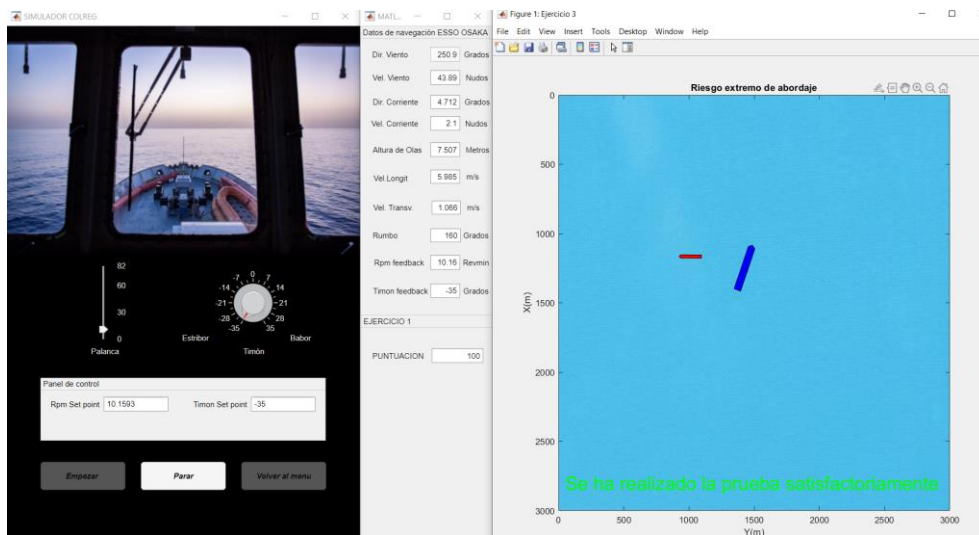 SIMULADOR COLREG
82
60
30
0
Palanca
-7 0 7
-14 14
-21 21
-28 28
-35 35
Estribor Babor
Timón
Panel de control
Rpm Set point 10.1593 Timon Set point -35
Empezar Parar Volver al menu
MATL...
Datos de navegación ESSO OSAKA
Dir. Viento 250.9 Grados
Vel. Viento 43.89 Nudos
Dir. Corriente 4.712 Grados
Vel. Corriente 2.1 Nudos
Altura de Olas 7.507 Metros
Vel Longit 5.985 m/s
Vel. Transv. 1.066 m/s
Rumbo 160 Grados
Rpm feedback 10.16 Revmin
Timon feedback -35 Grados
EJERCICIO 1
PUNTUACION 100
Figure 1: Ejercicio 3
File Edit View Insert Tools Desktop Window Help
Riesgo extremo de abordaje
0
500
1000
1500
2000
2500
3000
X(m)
Se ha realizado la prueba satisfactoriamente
0 500 1000 1500 2000 2500 3000
Y(m)